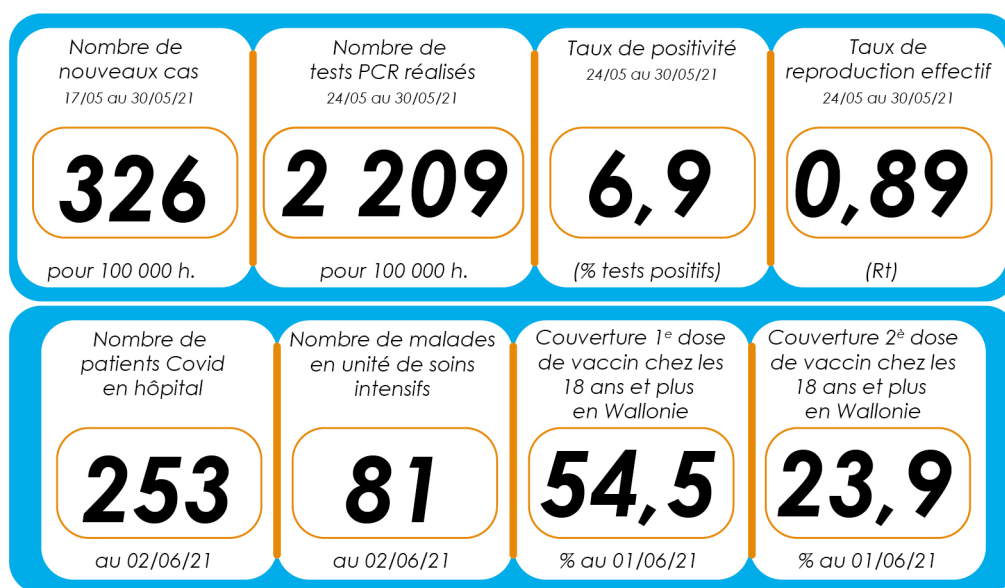 Nombre de
nouveaux cas
17/05 au 30/05/21
326
pour 100 000 h.
Nombre de
tests PCR réalisés
24/05 au 30/05/21
2 209
pour 100 000 h.
Taux de positivité
24/05 au 30/05/21
6,9
(% tests positifs)
Taux de
reproduction effectif
24/05 au 30/05/21
0,89
(Rt)
Nombre de
patients Covid
en hôpital
253
au 02/06/21
Nombre de malades
en unité de soins
intensifs
81
au 02/06/21
Couverture 1e dose
de vaccin chez les
18 ans et plus
en Wallonie
54,5
% au 01/06/21
Couverture 2è dose
de vaccin chez les
18 ans et plus
en Wallonie
23,9
% au 01/06/21